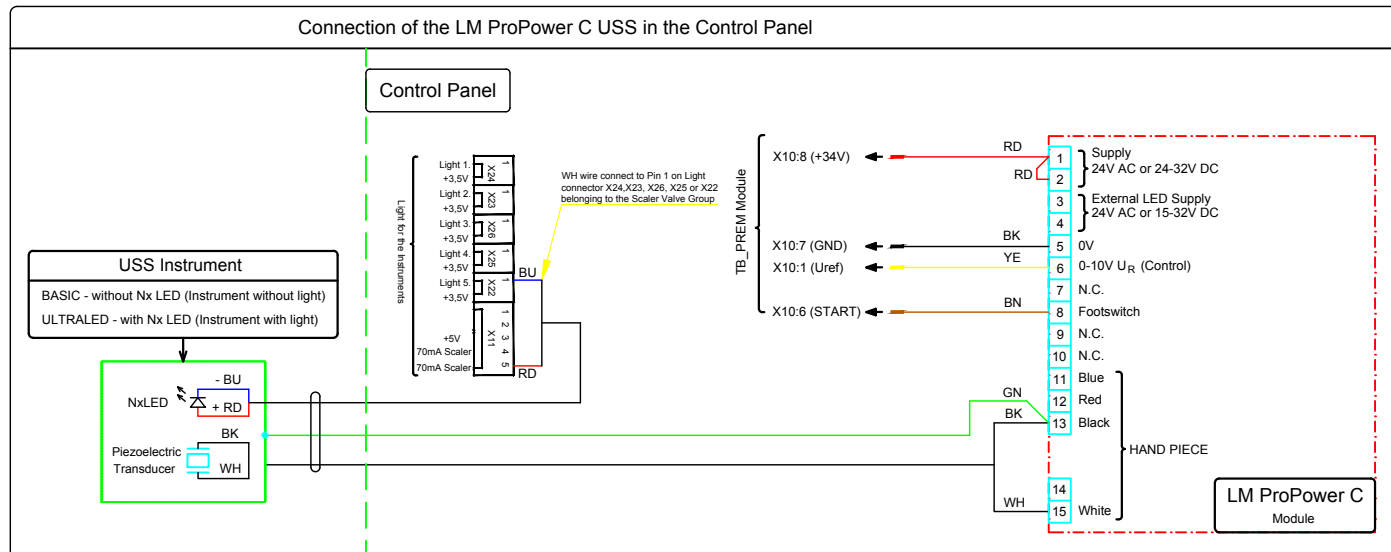 Connection of the LM ProPower C USS in the Control Panel
Control Panel
USS Instrument
BASIC - without Nx LED (Instrument without light)
ULTRALED - with Nx LED (Instrument with light)
NxLED
- BU
+ RD
Piezoelectric
Transducer
BK
WH
Light for the Instruments
Light 1.
+3,5V
X24
1
Light 2.
+3,5V
X23
1
Light 3.
+3,5V
X26
1
Light 4.
+3,5V
X25
1
Light 5.
+3,5V
X22
1
BU
+5V
70mA Scaler
70mA Scaler
X11
1
2
3
4
5
RD
WH wire connect to Pin 1 on Light
connector X24,X23, X26, X25 or X22
belonging to the Scaler Valve Group
TB_PREM Module
X10:8 (+34V)
X10:7 (GND)
X10:1 (Uref)
X10:6 (START)
RD
RD
BK
YE
BN
GN
BK
WH
1
2
Supply
24V AC or 24-32V DC
3
4
External LED Supply
24V AC or 15-32V DC
5 0V
6 0-10V UR (Control)
7 N.C.
8 Footswitch
9 N.C.
10 N.C.
11 Blue
12 Red
13 Black
14
15 White
HAND PIECE
LM ProPower C
Module